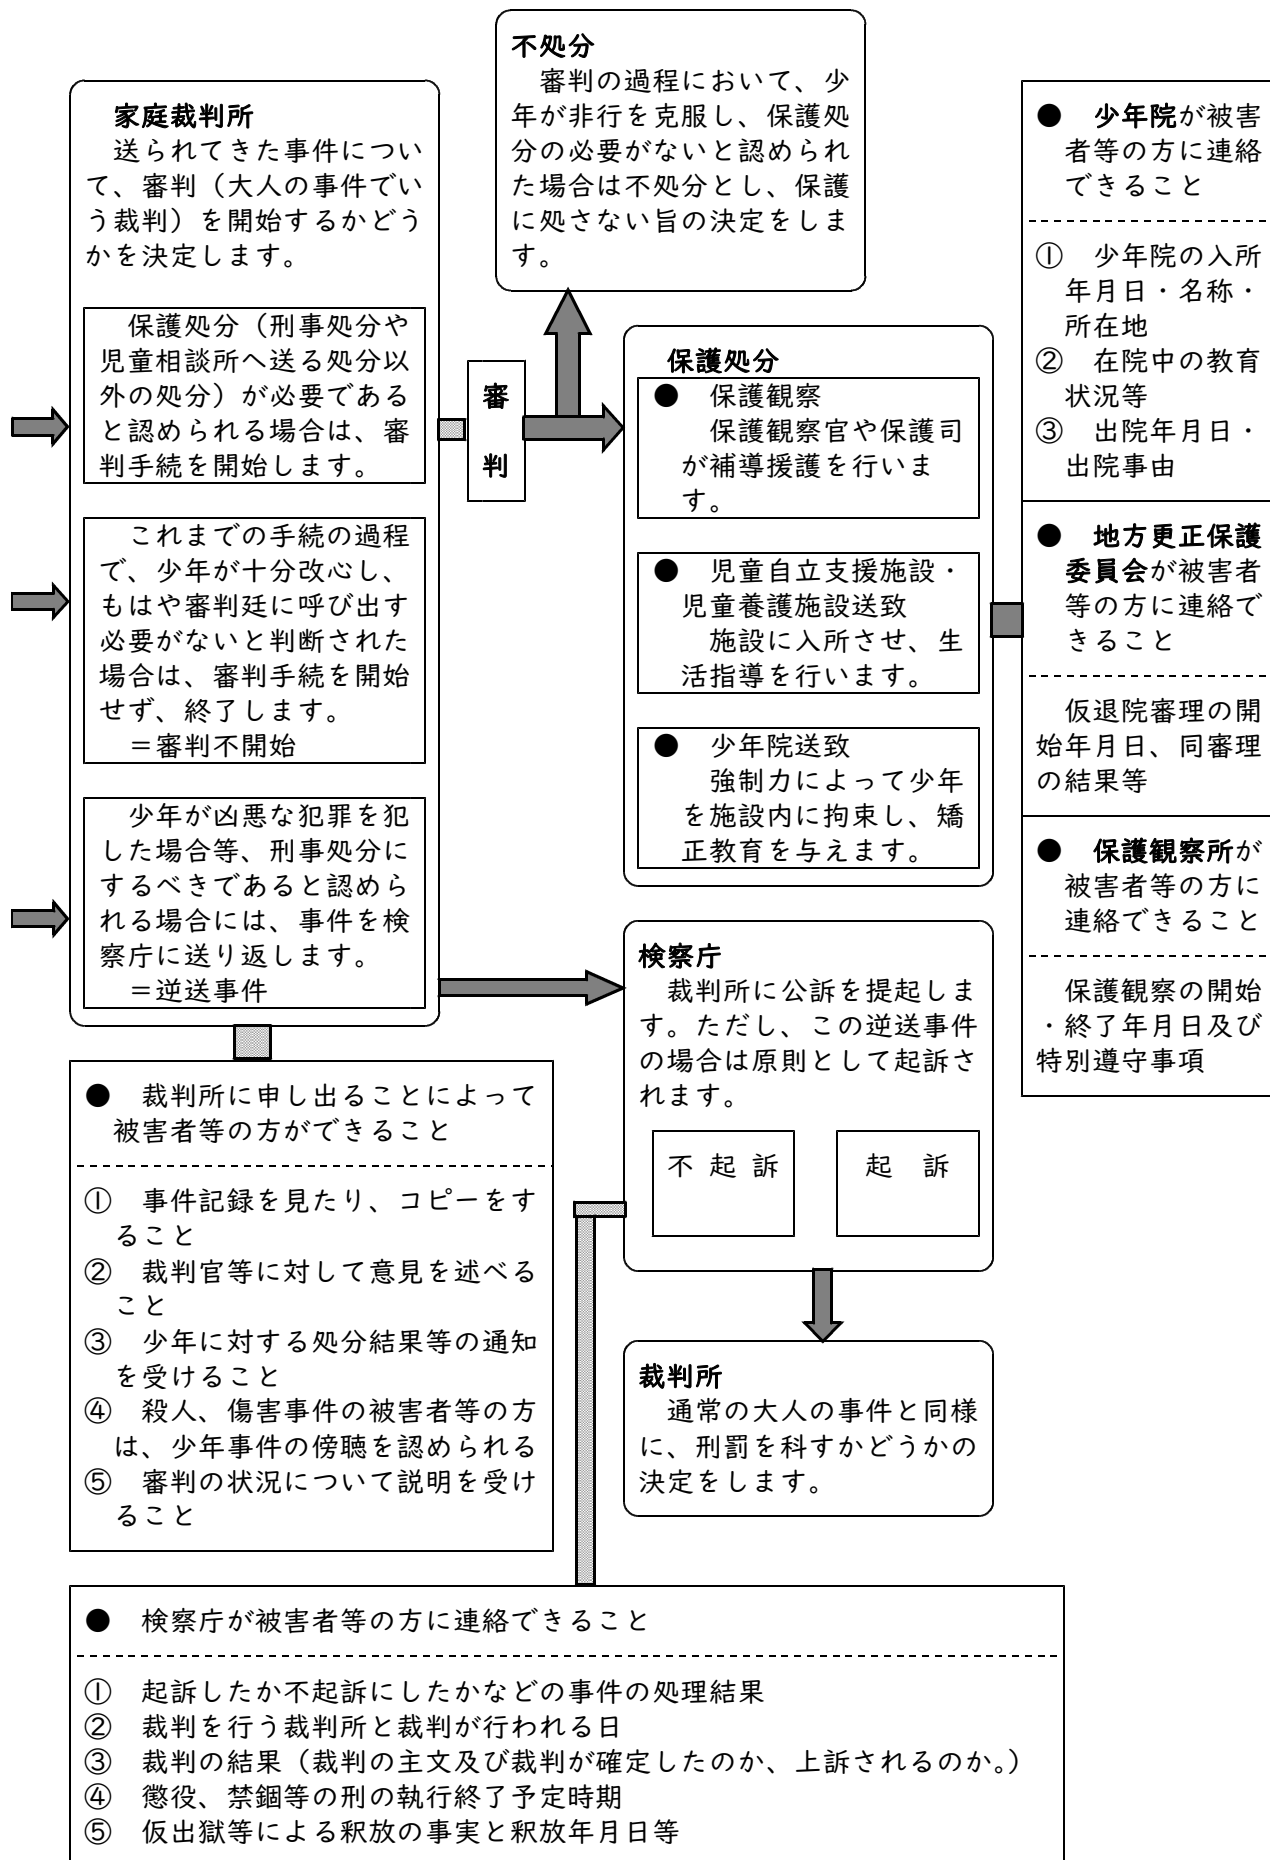 不処分
審判の過程において、少
年が非行を克服し、保護処
分の必要がないと認められ
た場合は不処分とし、保護
に処さない旨の決定をしま
す。
家庭裁判所
送られてきた事件につい
て、審判（大人の事件でい
う裁判）を開始するかどう
かを決定します。
保護処分（刑事処分や
児童相談所へ送る処分以
外の処分）が必要である
と認められる場合は、審
判手続を開始します。
これまでの手続の過程
で、少年が十分改心し、
もはや審判廷に呼び出す
必要がないと判断された
場合は、審判手続を開始
せず、終了します。
＝審判不開始
少年が凶悪な犯罪を犯
した場合等、刑事処分に
するべきであると認めら
れる場合には、事件を検
察庁に送り返します。
＝逆送事件
審
判
保護処分
●　保護観察
保護観察官や保護司
が補導援護を行いま
す。
●　児童自立支援施設・
児童養護施設送致
施設に入所させ、生
活指導を行います。
●　少年院送致
強制力によって少年
を施設内に拘束し、矯
正教育を与えます。
●　少年院が被害
者等の方に連絡
できること
①　少年院の入所
年月日・名称・
所在地
②　在院中の教育
状況等
③　出院年月日・
出院事由
●　地方更正保護
委員会が被害者
等の方に連絡で
きること
仮退院審理の開
始年月日、同審理
の結果等
●　保護観察所が
被害者等の方に
連絡できること
保護観察の開始
・終了年月日及び
特別遵守事項
検察庁
裁判所に公訴を提起しま
す。ただし、この逆送事件
の場合は原則として起訴さ
れます。
不 起 訴
起　訴
裁判所
通常の大人の事件と同様
に、刑罰を科すかどうかの
決定をします。
●　裁判所に申し出ることによって
被害者等の方ができること
①　事件記録を見たり、コピーをす
ること
②　裁判官等に対して意見を述べる
こと
③　少年に対する処分結果等の通知
を受けること
④　殺人、傷害事件の被害者等の方
は、少年事件の傍聴を認められる
⑤　審判の状況について説明を受け
ること
●　検察庁が被害者等の方に連絡できること
①　起訴したか不起訴にしたかなどの事件の処理結果
②　裁判を行う裁判所と裁判が行われる日
③　裁判の結果（裁判の主文及び裁判が確定したのか、上訴されるのか。）
④　懲役、禁錮等の刑の執行終了予定時期
⑤　仮出獄等による釈放の事実と釈放年月日等